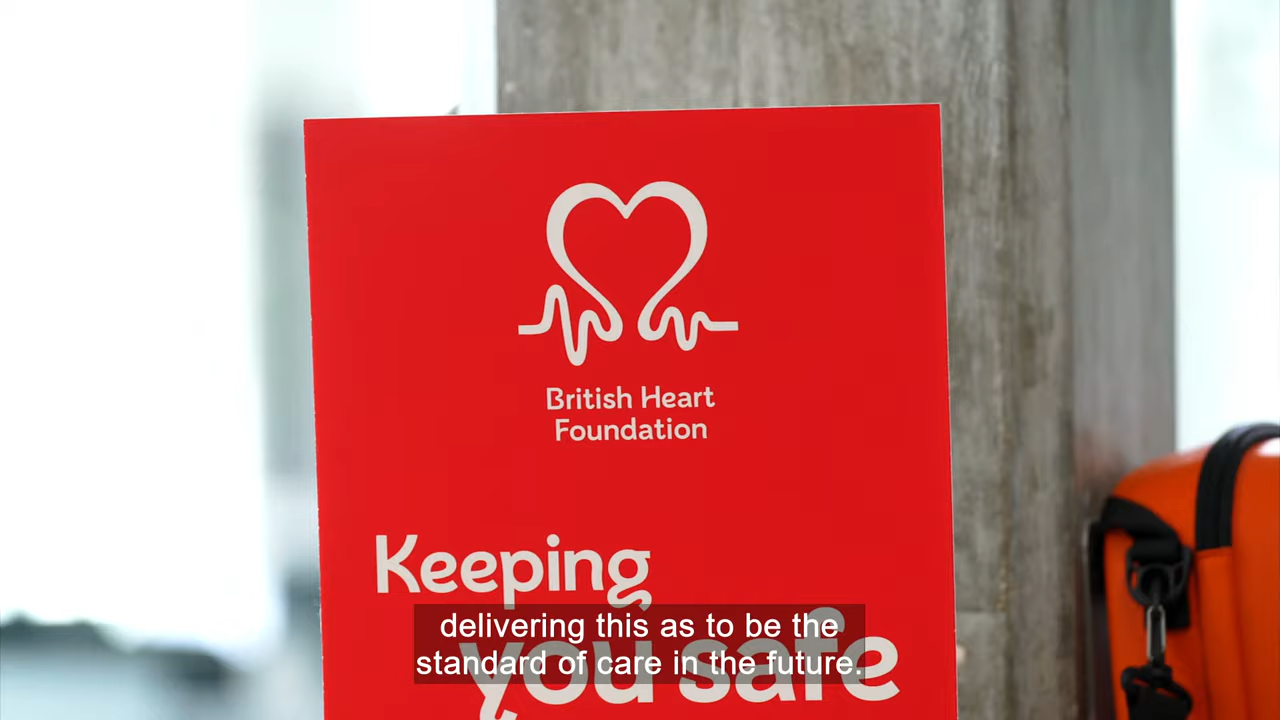 British Heart
Foundation
Keeping
you safe
delivering this as to be the
standard of care in the future.